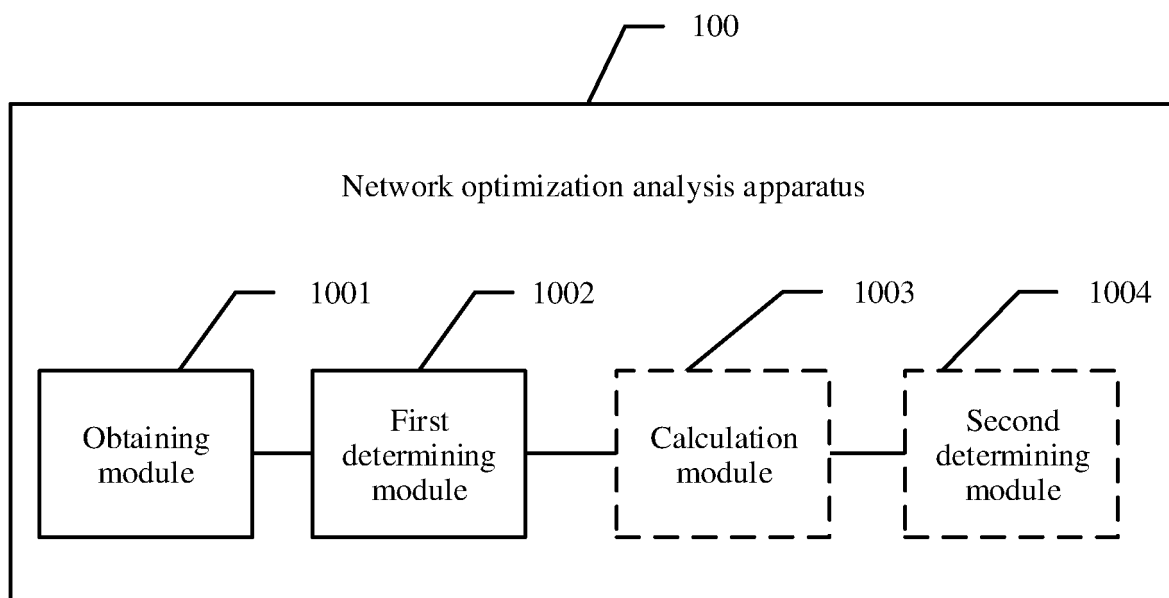 100
Network optimization analysis apparatus
1001
1002
1003
1004
Obtaining
module
First
determining
module
Calculation
module
Second
determining
module